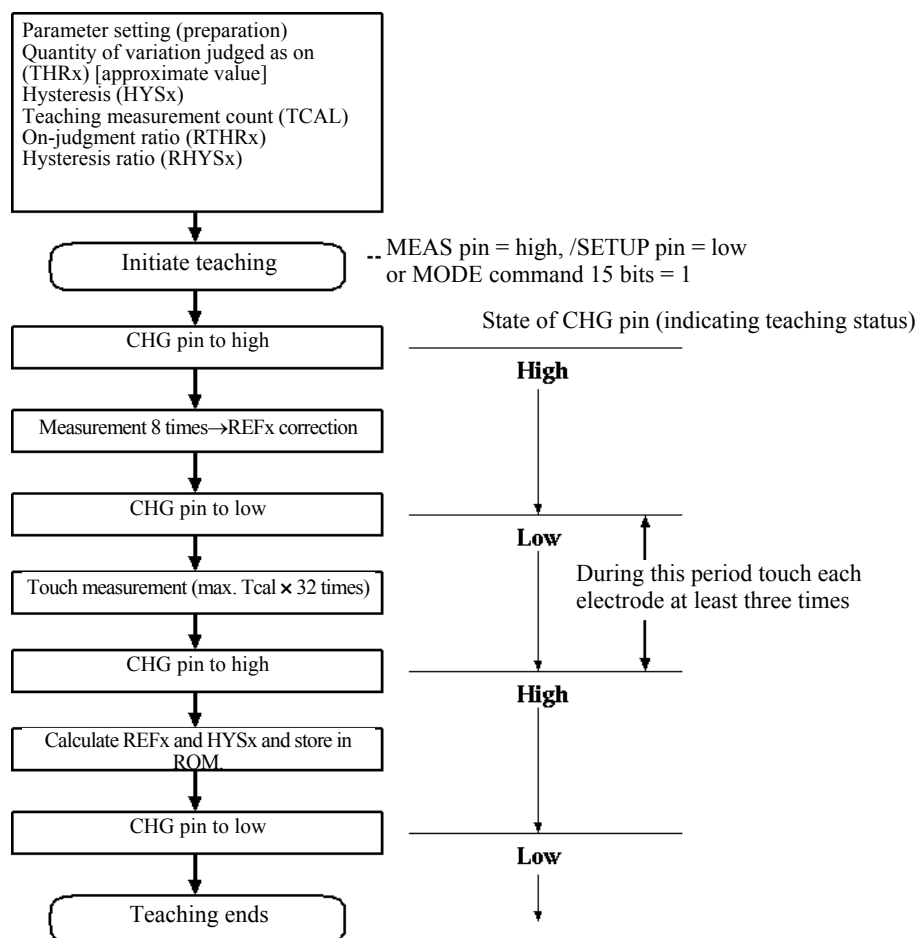 Parameter setting (preparation)
Quantity of variation judged as on
(THRx) [approximate value]
Hysteresis (HYSx)
Teaching measurement count (TCAL)
On-judgment ratio (RTHRx)
Hysteresis ratio (RHYSx)
Initiate teaching
-- MEAS pin = high, /SETUP pin = low
or MODE command 15 bits = 1
State of CHG pin (indicating teaching status)
CHG pin to high
High
Measurement 8 times→REFx correction
CHG pin to low
Low
Touch measurement (max. Tcal × 32 times)
During this period touch each
electrode at least three times
CHG pin to high
High
Calculate REFx and HYSx and store in
ROM.
CHG pin to low
Low
Teaching ends